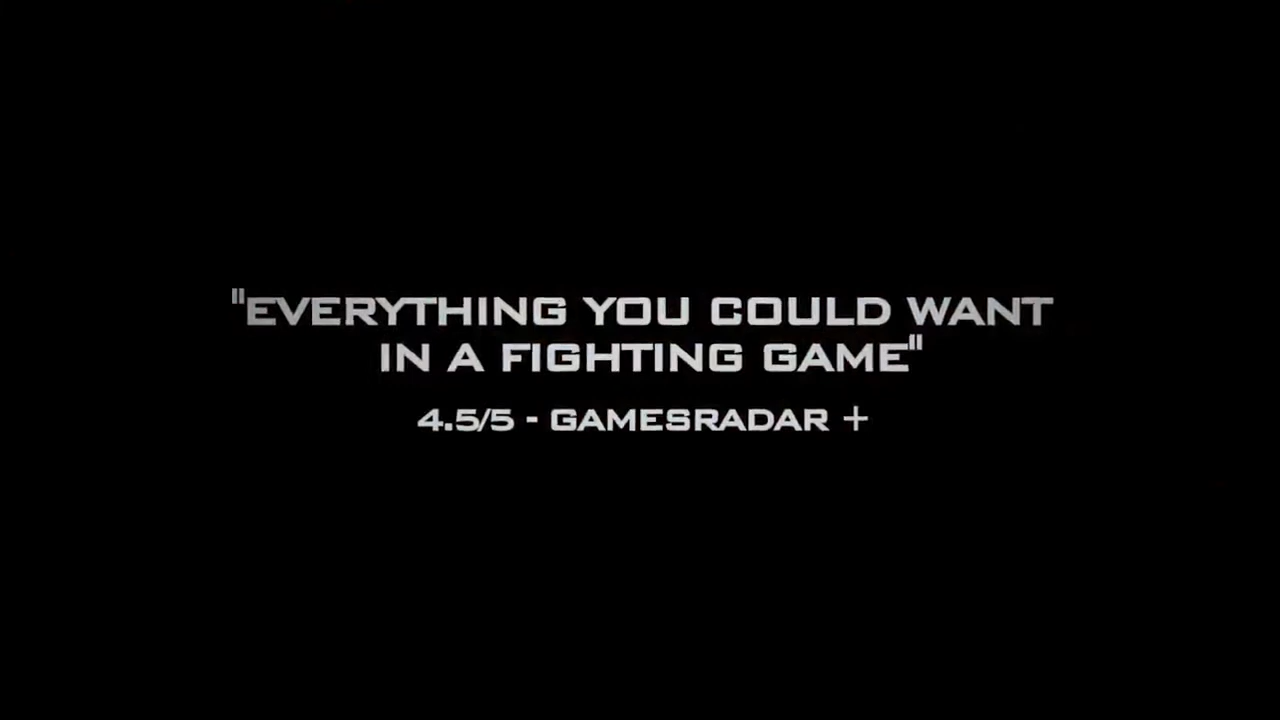 "EVERYTHING YOU COULD WANT
IN A FIGHTING GAME"
4.5/5 - GAMESRADAR +